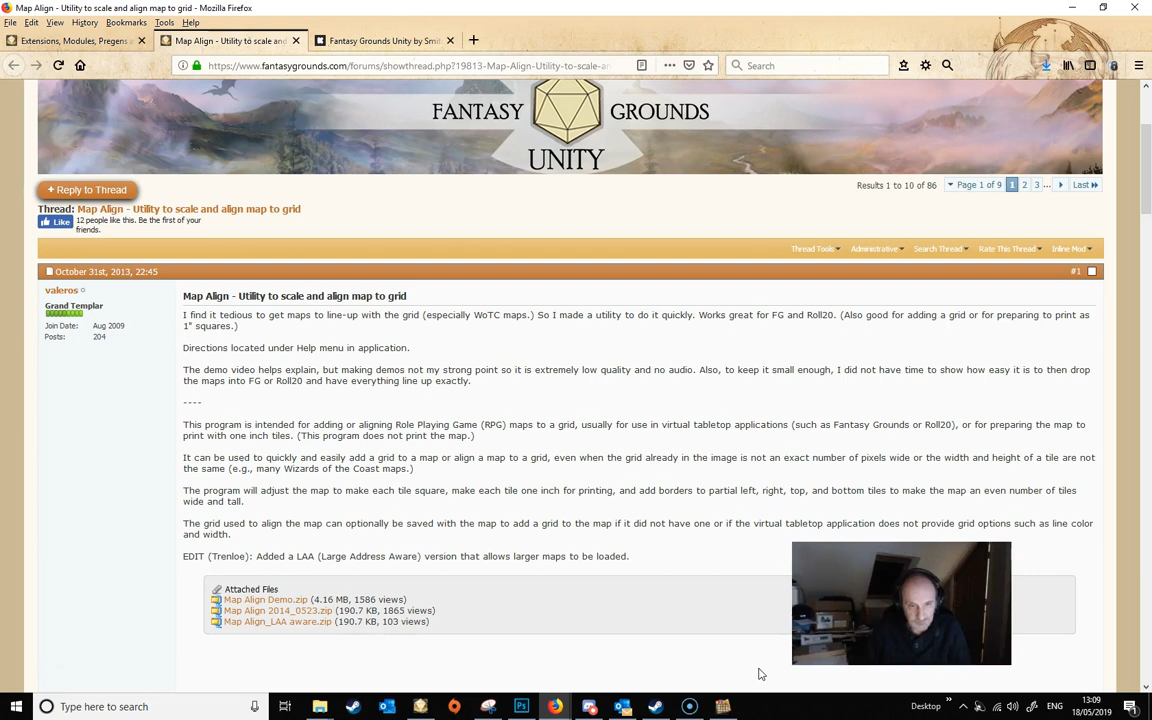 Map Align - Utility to scale and align map to grid - Mozilla Firefox
File Edit View History Bookmarks Tools Help
Extensions, Modules, Pregens a
Map Align - Utility to scale and
Fantasy Grounds Unity by Smit
https://www.fantasygrounds.com/forums/showthread.php?19813-Map-Align-Utility-to-scale-an
Search
FANTASY GROUNDS
UNITY
+ Reply to Thread
Results 1 to 10 of 86
Page 1 of 9 1 2 3 ... Last
Thread: Map Align - Utility to scale and align map to grid
Like 12 people like this. Be the first of your
friends.
Thread Tools Administrative Search Thread Rate This Thread Inline Mod
October 31st, 2013, 22:45 #1
valeros
Grand Templar
Join Date: Aug 2009
Posts: 204
Map Align - Utility to scale and align map to grid
I find it tedious to get maps to line-up with the grid (especially WoTC maps.) So I made a utility to do it quickly. Works great for FG and Roll20. (Also good for adding a grid or for preparing to print as
1" squares.)
Directions located under Help menu in application.
The demo video helps explain, but making demos not my strong point so it is extremely low quality and no audio. Also, to keep it small enough, I did not have time to show how easy it is to then drop
the maps into FG or Roll20 and have everything line up exactly.
----
This program is intended for adding or aligning Role Playing Game (RPG) maps to a grid, usually for use in virtual tabletop applications (such as Fantasy Grounds or Roll20), or for preparing the map to
print with one inch tiles. (This program does not print the map.)
It can be used to quickly and easily add a grid to a map or align a map to a grid, even when the grid already in the image is not an exact number of pixels wide or the width and height of a tile are not
the same (e.g., many Wizards of the Coast maps.)
The program will adjust the map to make each tile square, make each tile one inch for printing, and add borders to partial left, right, top, and bottom tiles to make the map an even number of tiles
wide and tall.
The grid used to align the map can optionally be saved with the map to add a grid to the map if it did not have one or if the virtual tabletop application does not provide grid options such as line color
and width.
EDIT (Trenloe): Added a LAA (Large Address Aware) version that allows larger maps to be loaded.
Attached Files
Map Align Demo.zip (4.16 MB, 1586 views)
Map Align 2014_0523.zip (190.7 KB, 1865 views)
Map Align_LAA aware.zip (190.7 KB, 103 views)
Type here to search
Desktop
ENG
13:09
18/05/2019